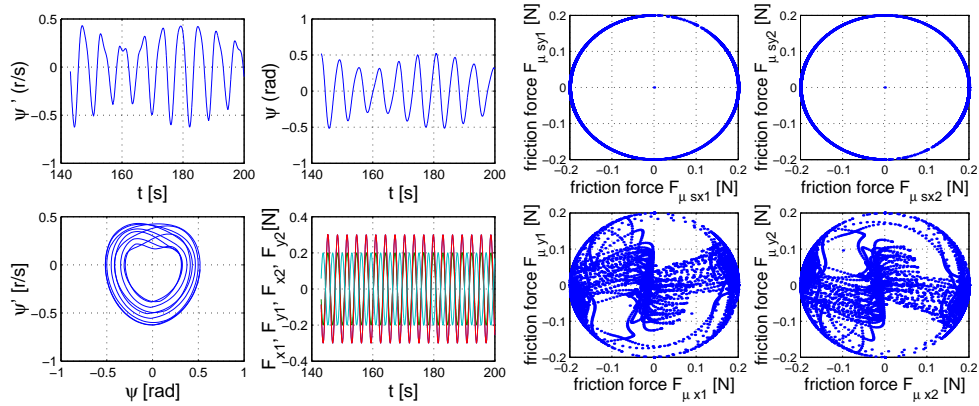 ψ ' (r/s)
0.5
0
−0.5
−1
140 160 180 200
t [s]
ψ (rad)
1
0.5
0
−0.5
−1
140 160 180 200
t [s]
friction force F μ sy1
0.2
0.1
0
−0.1
−0.2
−0.2 −0.1 0 0.1 0.2
friction force F μ sx1 [N]
friction force F μ sy2
0.2
0.1
0
−0.1
−0.2
−0.2 −0.1 0 0.1 0.2
friction force F μ sx2 [N]
ψ' [r/s]
0.5
0
−0.5
−1
−1 −0.5 0 0.5 1
ψ [rad]
F x1, F y1, F x2, F y2 [N]
0.4
0.2
0
−0.2
−0.4
140 160 180 200
t [s]
friction force F μ y1 [N]
0.2
0.1
0
−0.1
−0.2
−0.2 −0.1 0 0.1 0.2
friction force F μ x1 [N]
friction force F μ y2 [N]
0.2
0.1
0
−0.1
−0.2
−0.2 −0.1 0 0.1 0.2
friction force F μ x2 [N]